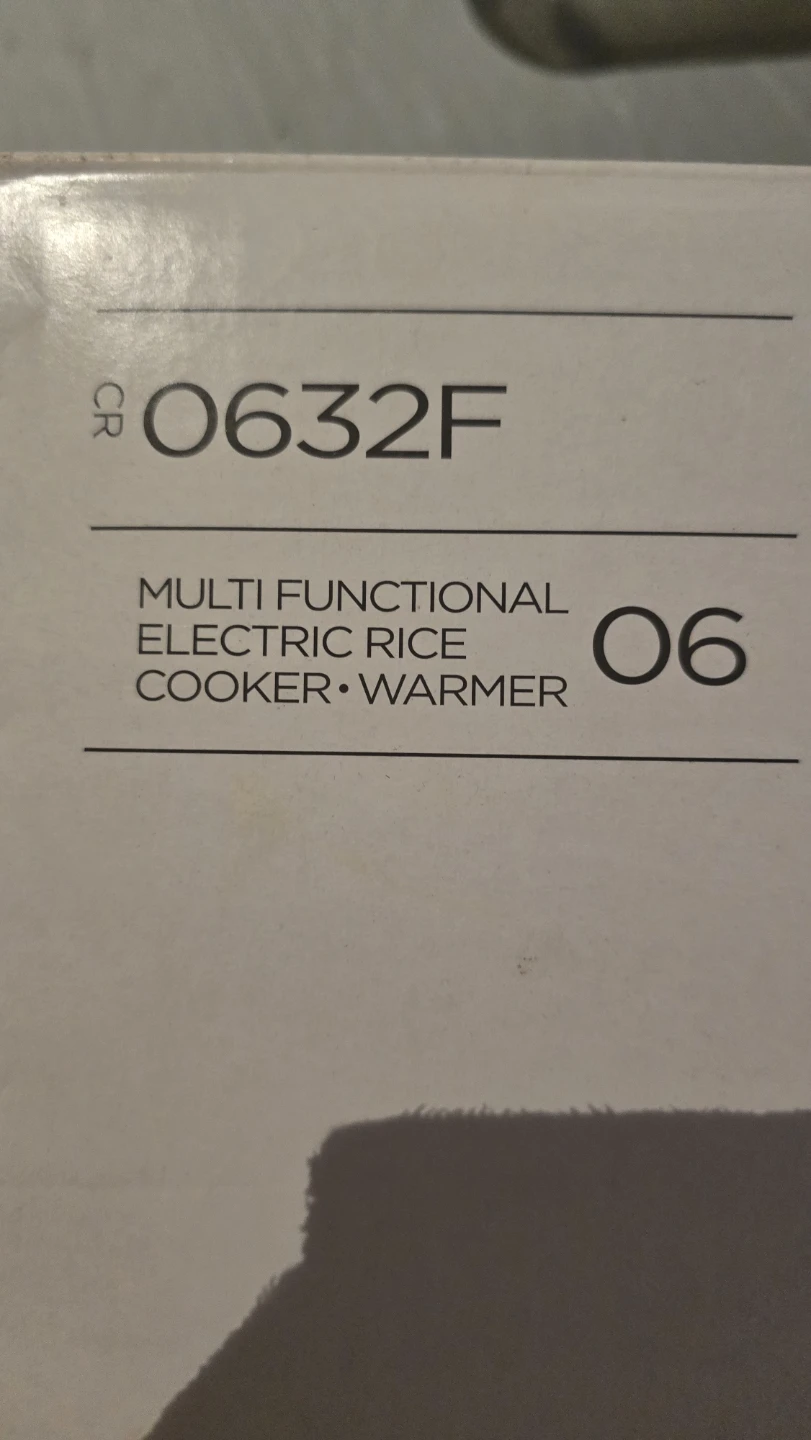 CR 0632F
MULTI FUNCTIONAL
ELECTRIC RICE
COOKER•WARMER
06